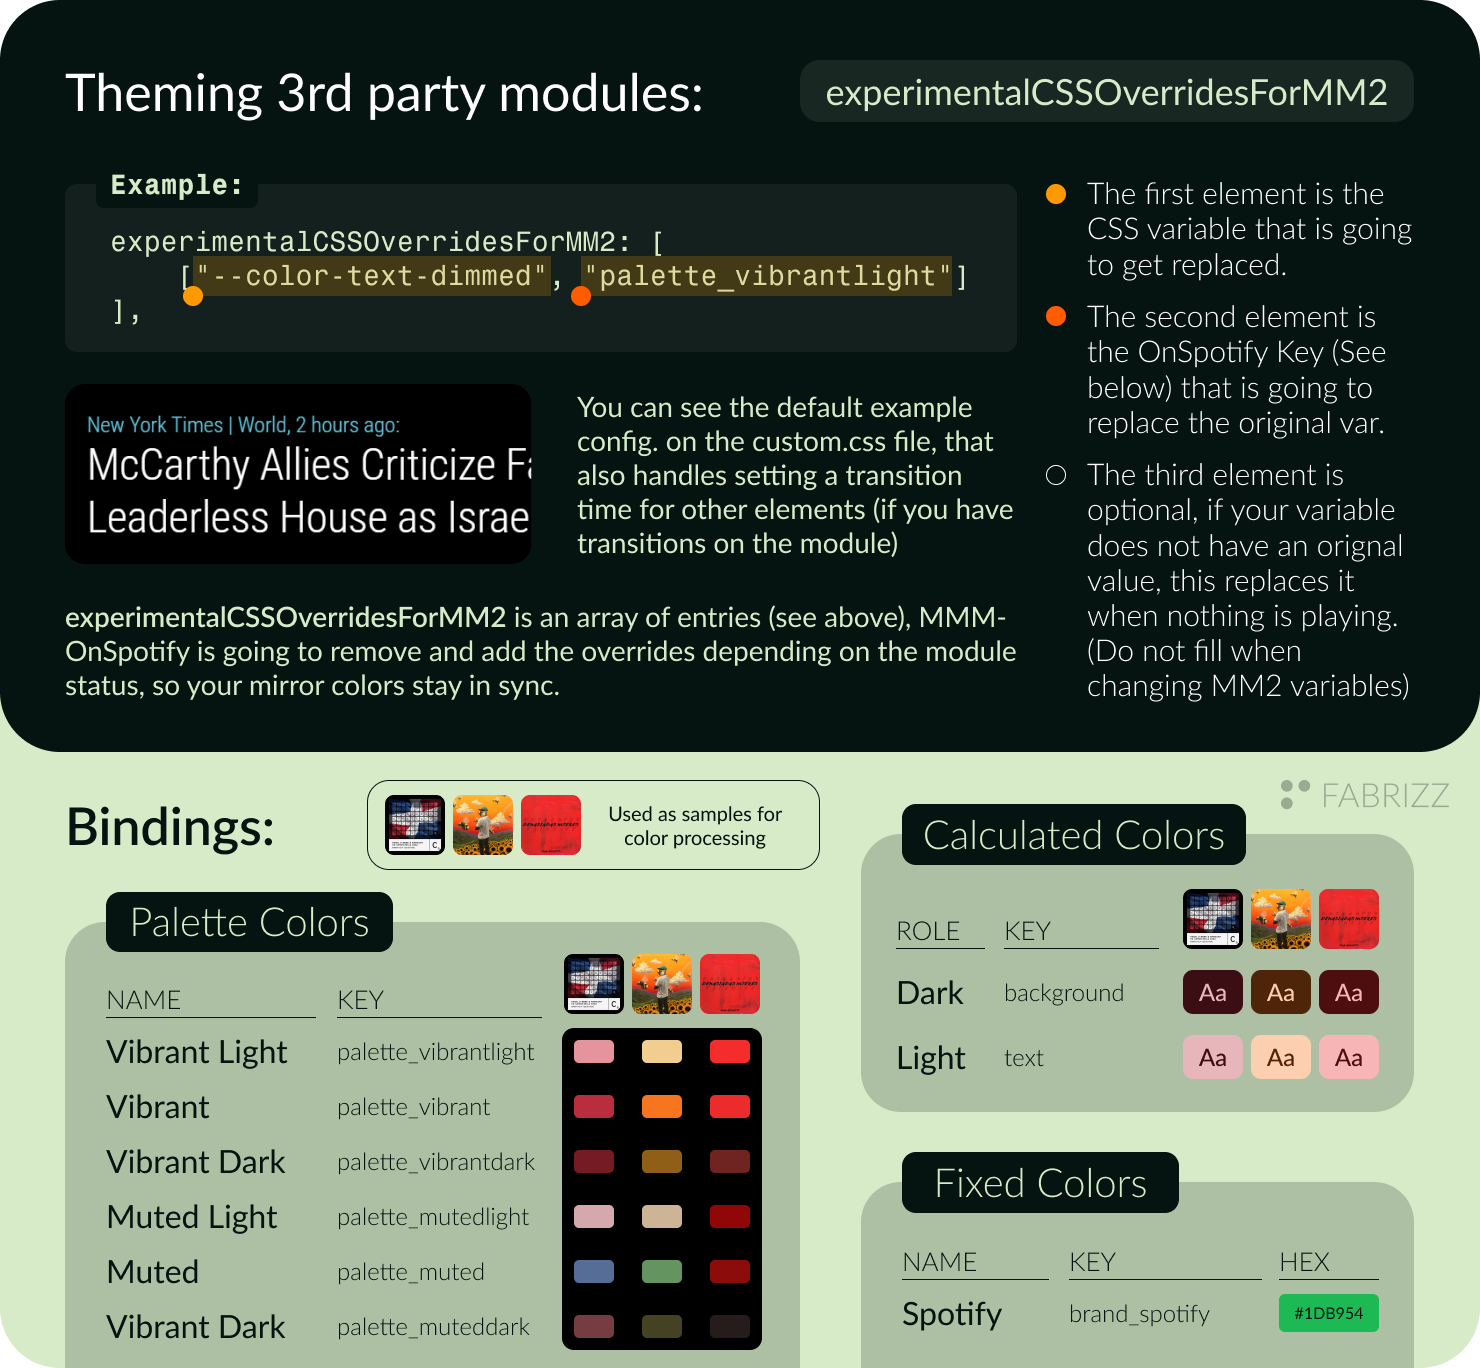 Theming 3rd party modules:
experimentalCSSOverridesForMM2
Example:
experimentalCSSOverridesForMM2: [
["--color-text-dimmed", "palette_vibrantlight"]
],
New York Times | World, 2 hours ago:
McCarthy Allies Criticize
Leaderless House as
You can see the default example
config. on the custom.css file, that
also handles setting a transition
time for other elements (if you have
transitions on the module)
experimentalCSSOverridesForMM2 is an array of entries (see above), MMM-
OnSpotify is going to remove and add the overrides depending on the module
status, so your mirror colors stay in sync.
The first element is the
CSS variable that is going
to get replaced.
The second element is
the OnSpotify Key (See
below) that is going to
replace the original var.
The third element is
optional, if your variable
does not have an orignal
value, this replaces it
when nothing is playing.
(Do not fill when
changing MM2 variables)
Bindings:
Used as samples for
color processing
FABRIZZ
Palette Colors
NAME KEY
Vibrant Light palette_vibrantlight
Vibrant palette_vibrant
Vibrant Dark palette_vibrantdark
Muted Light palette_mutedlight
Muted palette_muted
Vibrant Dark palette_muteddark
Calculated Colors
ROLE KEY
Dark background Aa Aa Aa
Light text Aa Aa Aa
Fixed Colors
NAME KEY HEX
Spotify brand_spotify #1DB954